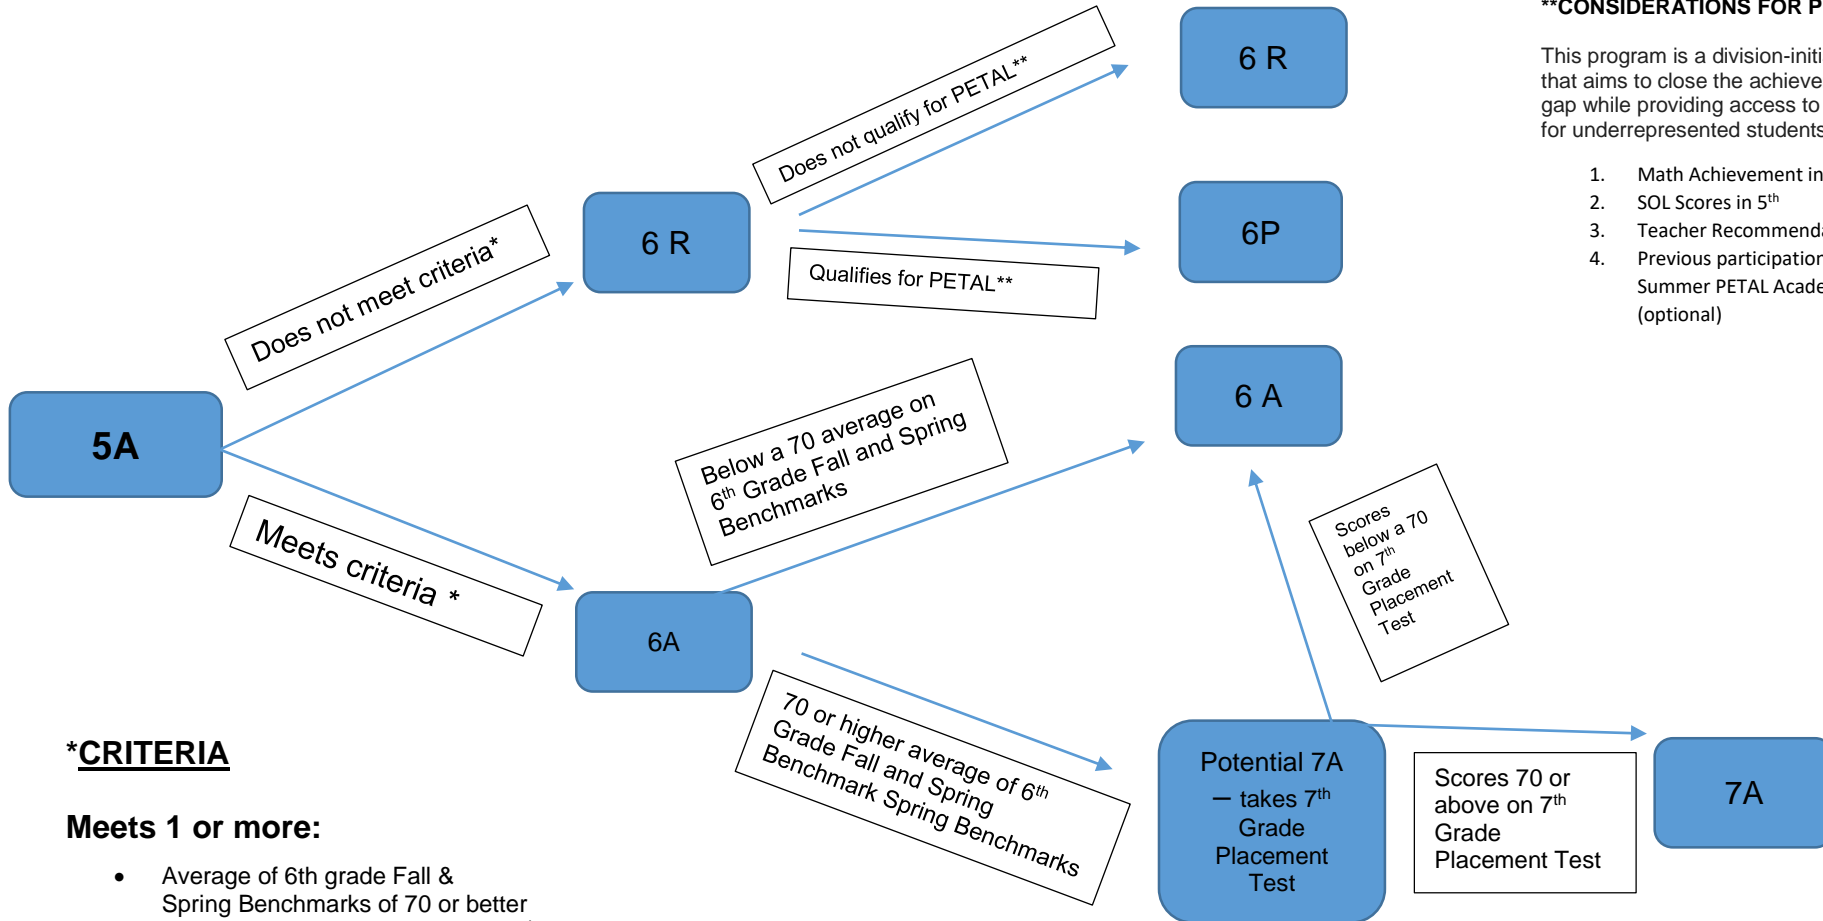 **CONSIDERATIONS FOR P
This program is a division-initi
that aims to close the achieve
gap while providing access to
for underrepresented students
1. Math Achievement in
2. SOL Scores in 5th
3. Teacher Recommenda
4. Previous participation
Summer PETAL Acade
(optional)
6 R
Does not qualify for PETAL**
6 R
6P
Qualifies for PETAL**
Does not meet criteria*
6 A
5A
Below a 70 average on
6th Grade Fall and Spring
Benchmarks
Meets criteria *
Scores
below a 70
on 7th
Grade
Placement
Test
6A
70 or higher average of 6th
Grade Fall and Spring
Benchmark Spring Benchmarks
Potential 7A
– takes 7th
Grade
Placement
Test
Scores 70 or
above on 7th
Grade
Placement Test
7A
*CRITERIA
Meets 1 or more:
• Average of 6th grade Fall &
Spring Benchmarks of 70 or better